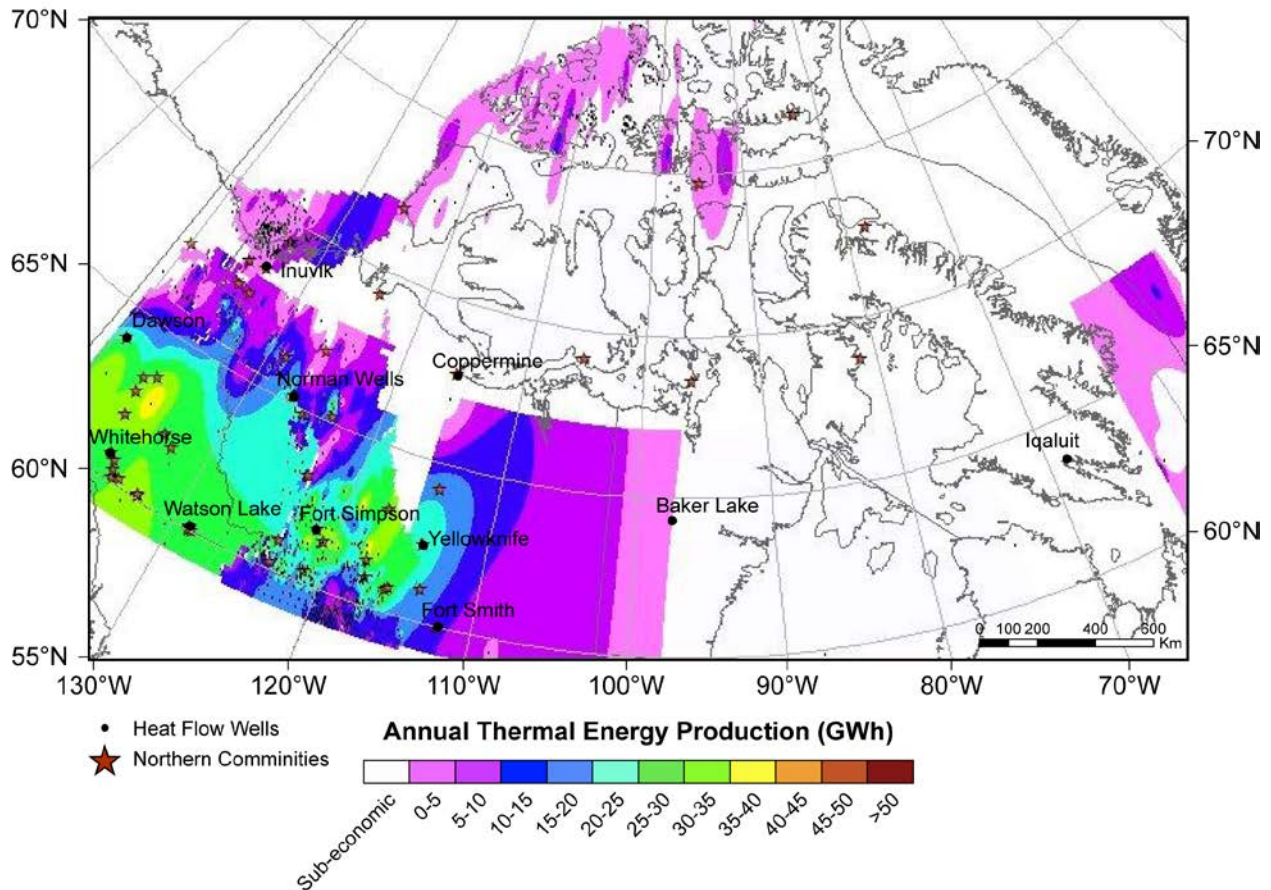 70°N
70°N
65°N
Inuvik
Dawson
Coppermine
65°N
Norman Wells
Whitehorse
Iqaluit
60°N
Watson Lake
Fort Simpson
Baker Lake
Yellowknife
60°N
Fort Smith
0 100 200 400 600
Km
55°N
130°W 120°W 110°W 100°W 90°W 80°W 70°W
Heat Flow Wells
Northern Comminities
Annual Thermal Energy Production (GWh)
Sub-economic 0-5 5-10 10-15 15-20 20-25 25-30 30-35 35-40 40-45 45-50 >50